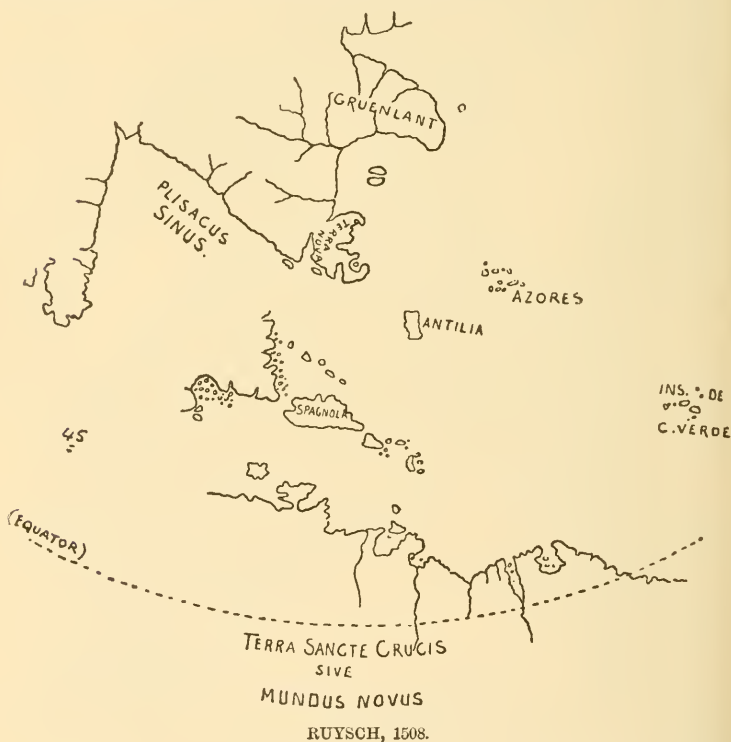 GRUENLANT
PLISACUS
SINUS.
TERRA
NOVA
AZORES
ANTILIA
INS. DE
C. VERDE
SPAGNOLA
45
(EQUATOR)
TERRA SANCTE CRUCIS
SIVE
MUNDUS NOVUS
RUYSCH, 1508.